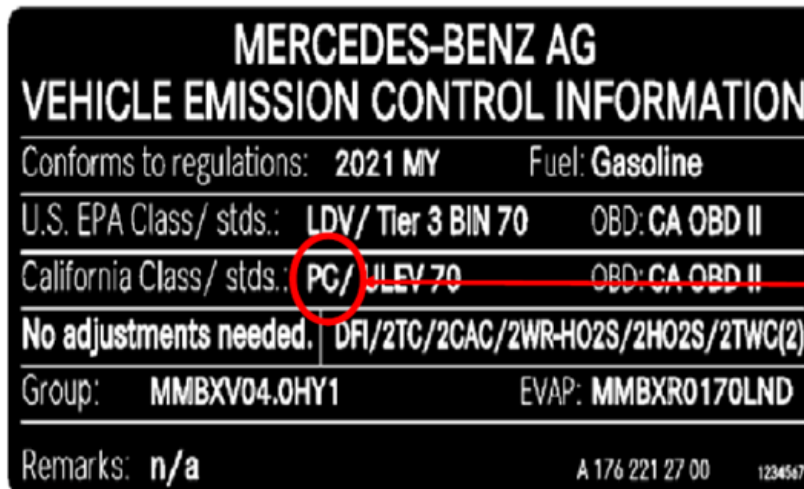 MERCEDES-BENZ AG
VEHICLE EMISSION CONTROL INFORMATION
Conforms to regulations: 2021 MY Fuel: Gasoline
U.S. EPA Class/ stds.: LDV/ Tier 3 BIN 70 OBD: CA OBD II
California Class/ stds.: PC/ ULEV 70 OBD: CA OBD II
No adjustments needed. DFI/2TC/2CAC/2WR-HO2S/2HO2S/2TWC(2)
Group: MMBXV04.0HY1 EVAP: MMBXR0170LND
Remarks: n/a A 176 221 27 00 1234567